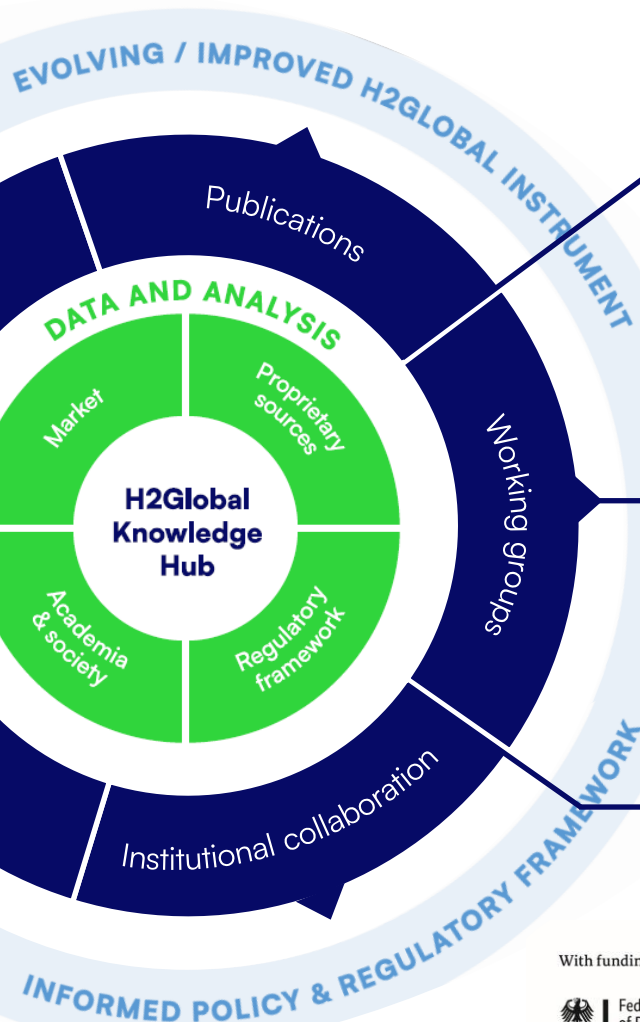 EVOLVING / IMPROVED H2GLOBAL INSTRUMENT
Publications
DATA AND ANALYSIS
Market
Proprietary
sources
Working groups
H2Global
Knowledge
Hub
Academia
& society
Regulatory
framework
Institutional collaboration
INFORMED POLICY & REGULATORY FRAMEWORK
With